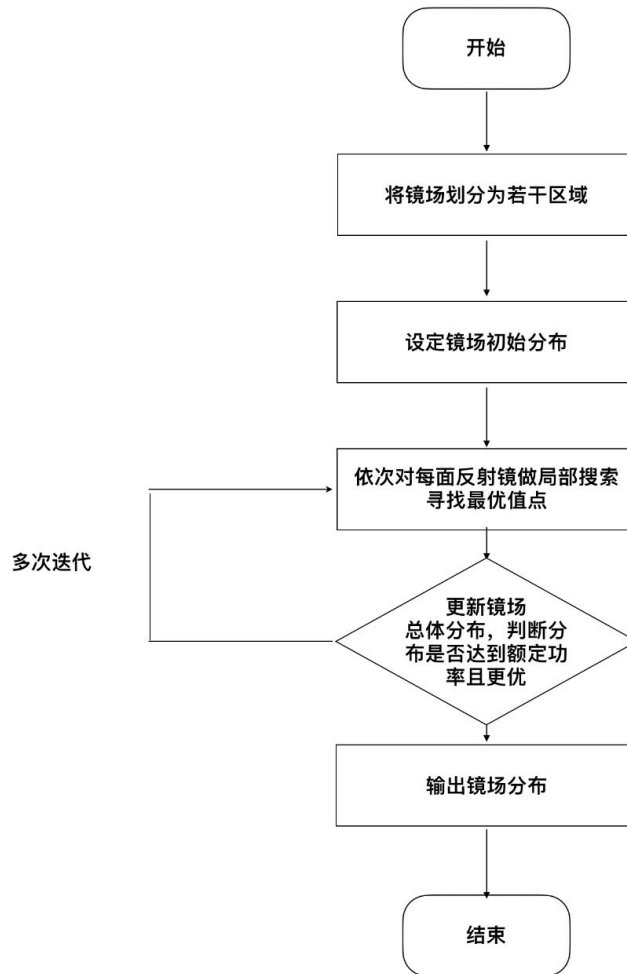 开始
将镜场划分为若干区域
设定镜场初始分布
依次对每面反射镜做局部搜索
寻找最优值点
多次迭代
更新镜场
总体分布，判断分
布是否达到额定功
率且更优
输出镜场分布
结束